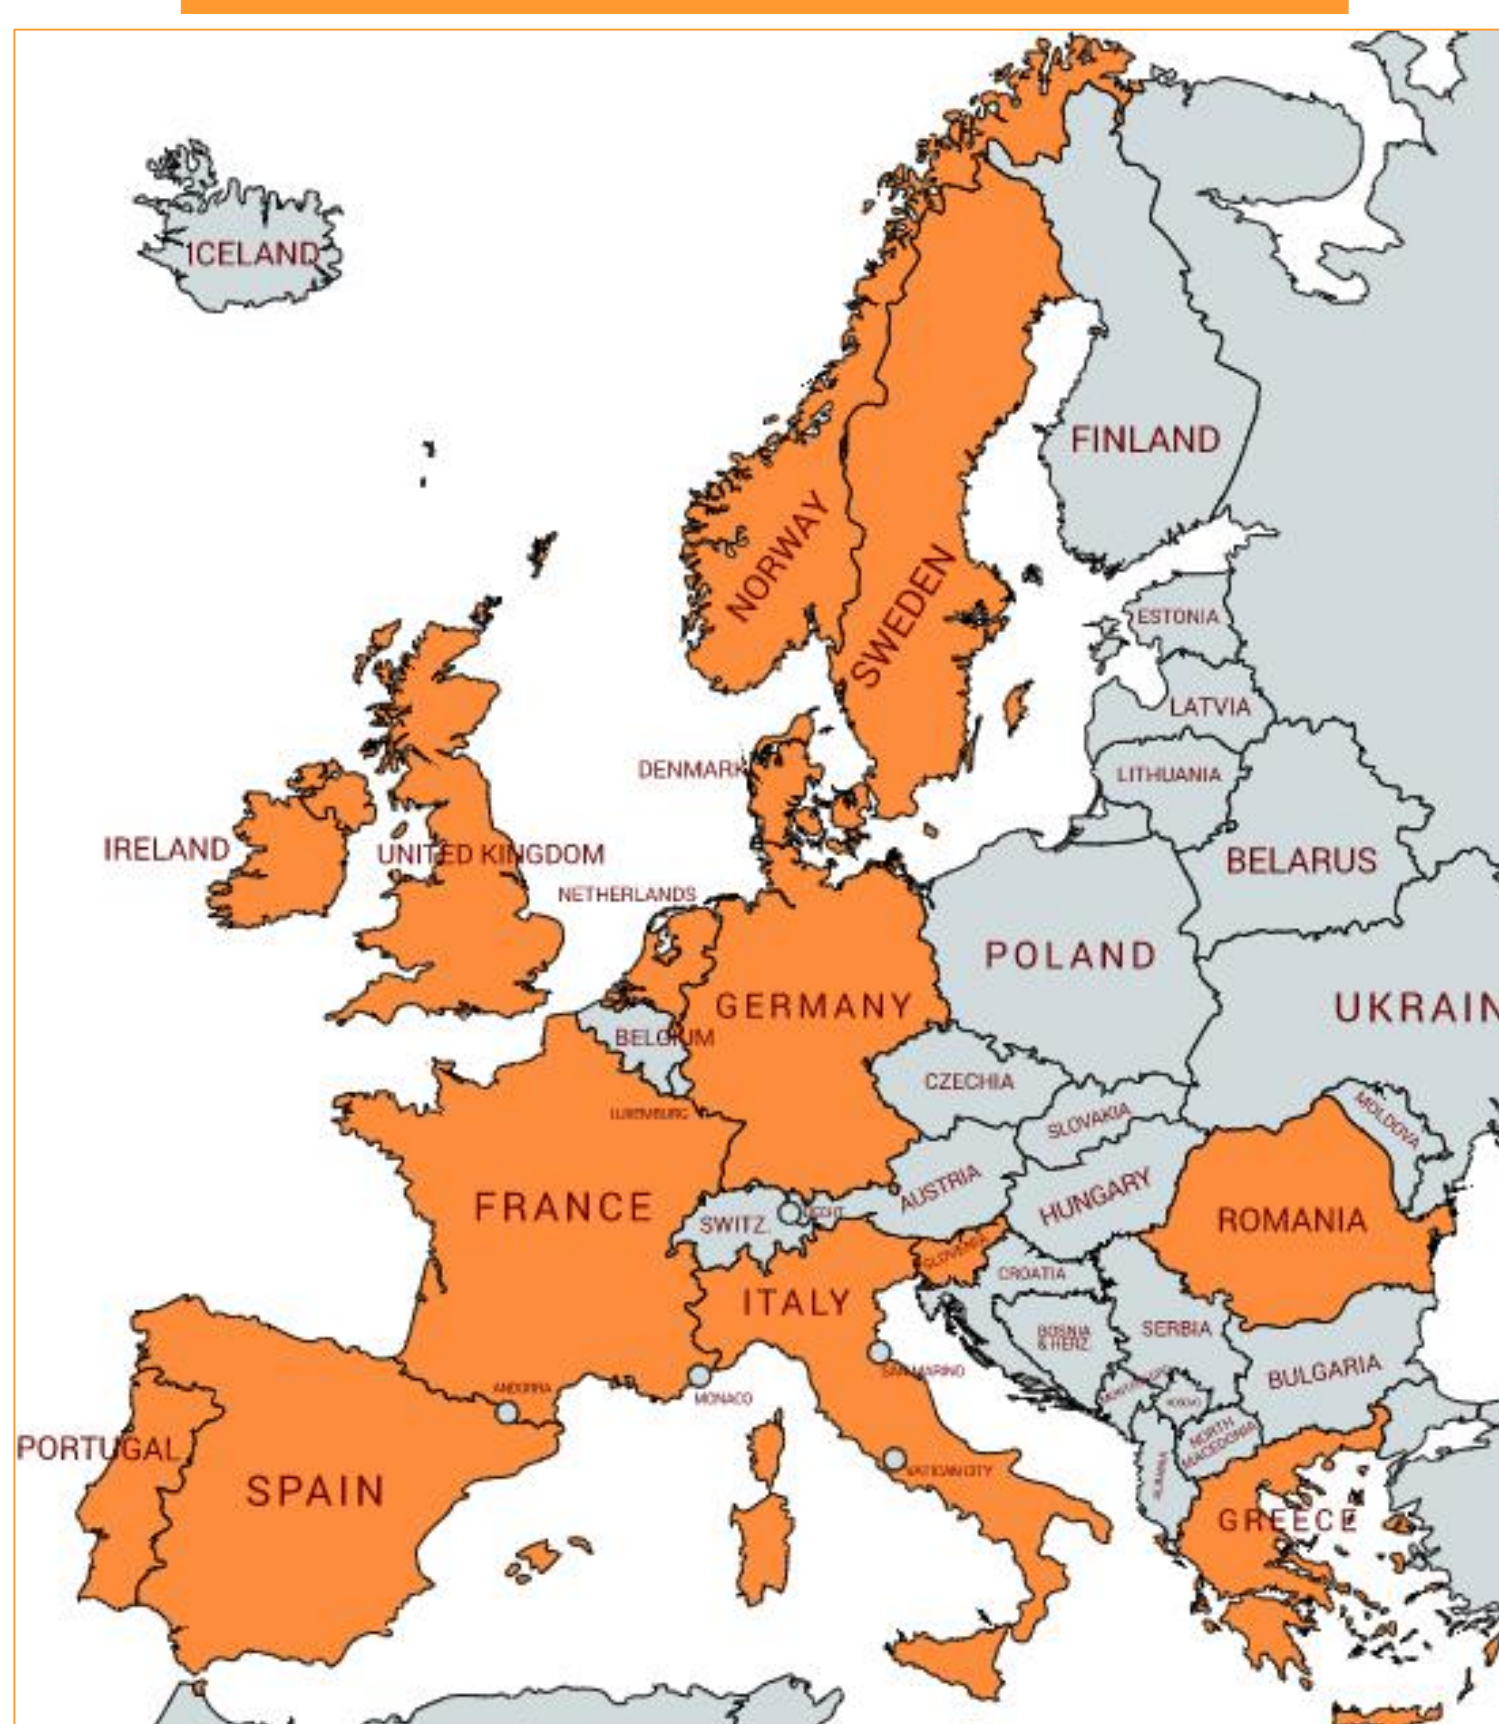 ICELAND
FINLAND
NORWAY
SWEDEN
ESTONIA
LATVIA
DENMARK
LITHUANIA
IRELAND
UNITED KINGDOM
BELARUS
NETHERLANDS
POLAND
GERMANY
UKRAIN
BELGIUM
CZECHIA
LUXEMBURG
SLOVAKIA
MOLDOVA
AUSTRIA
HUNGARY
FRANCE
SWITZ.
ROMANIA
SLOVENIA
CROATIA
ITALY
BOSNIA
& HERZ.
SERBIA
SAN MARINO
BULGARIA
ANDORRA
MONACO
KOSOVO
NORTH
MACEDONIA
PORTUGAL
SPAIN
VATICAN CITY
ALBANIA
GREECE